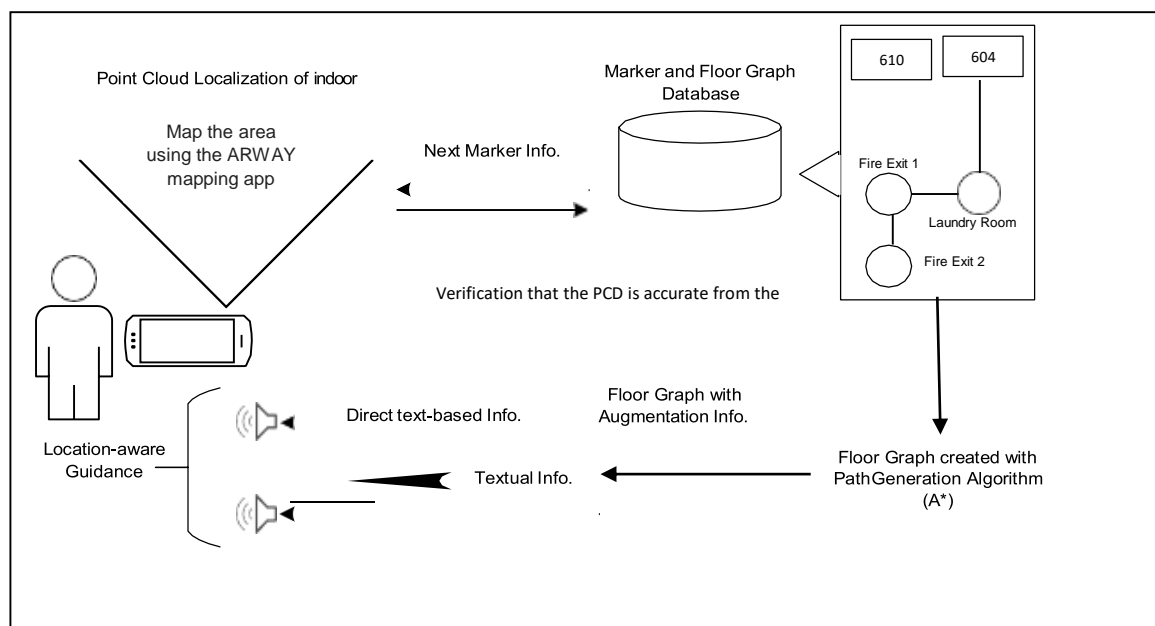 Point Cloud Localization of indoor
Map the area
using the ARWAY
mapping app
Next Marker Info.
Marker and Floor Graph
Database
610
604
Fire Exit 1
Laundry Room
Fire Exit 2
Verification that the PCD is accurate from the
Location-aware
Guidance
Direct text-based Info.
Textual Info.
Floor Graph with
Augmentation Info.
Floor Graph created with
PathGeneration Algorithm
(A*)